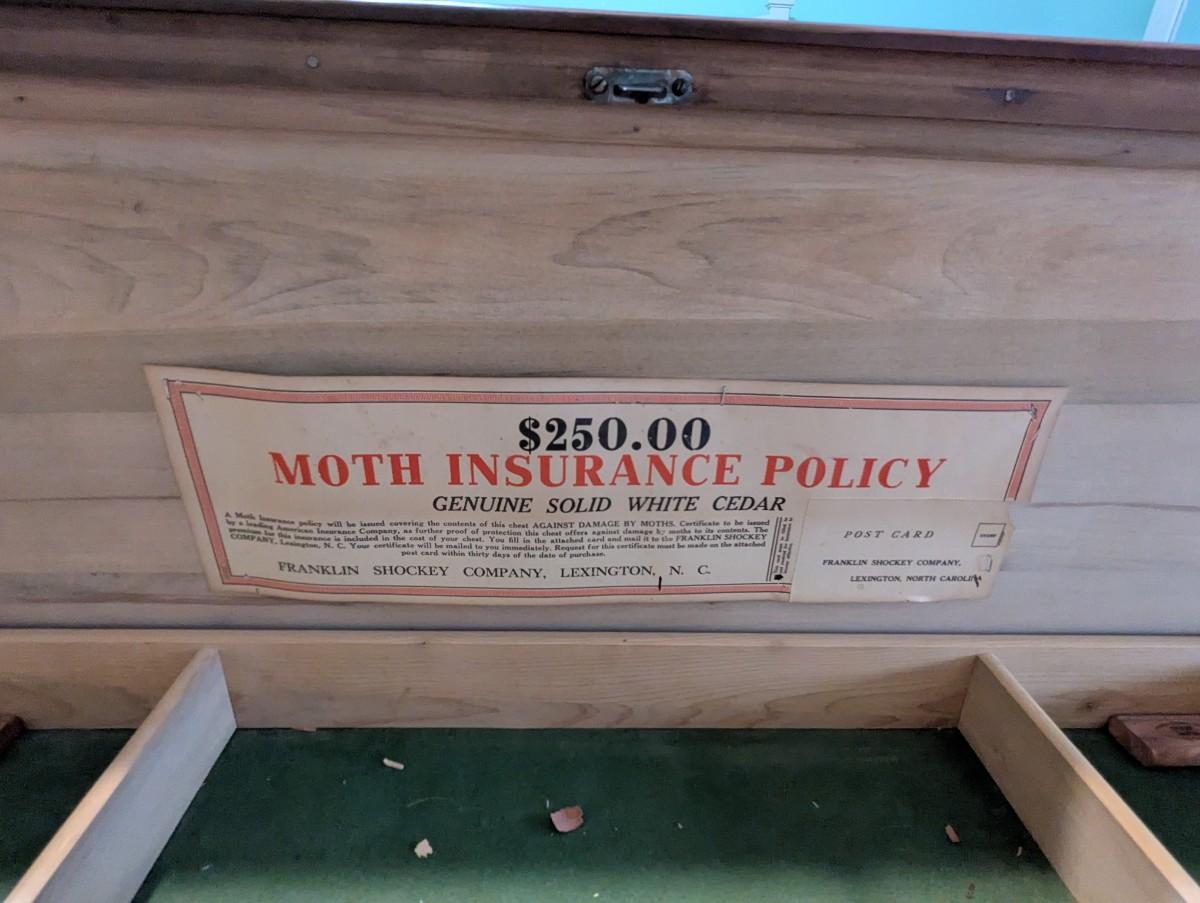 $250.00
MOTH INSURANCE POLICY
GENUINE SOLID WHITE CEDAR
A Moth Insurance policy will be issued covering the contents of this chest AGAINST DAMAGE BY MOTHS. Certificate to be issued
by a leading American Insurance Company, as further proof of protection this chest offers against damage by moths to its contents. The
premium for this insurance is included in the cost of your chest. You fill in the attached card and mail it to the FRANKLIN SHOCKEY
COMPANY, Lexington, N. C. Your certificate will be mailed to you immediately. Request for this certificate must be made on the attached
post card within thirty days of the date of purchase.
FRANKLIN SHOCKEY COMPANY, LEXINGTON, N. C.
POST CARD
FRANKLIN SHOCKEY COMPANY,
LEXINGTON, NORTH CAROLINA